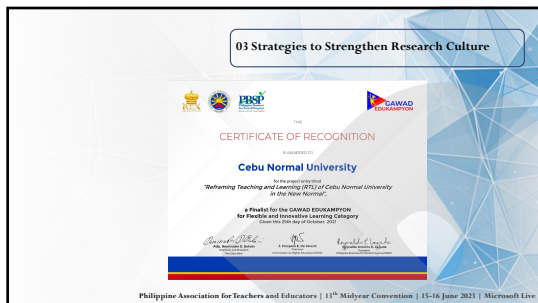 03 Strategies to Strengthen Research Culture
PBSP
GAWAD
EDUKAMPYON
THIS
CERTIFICATE OF RECOGNITION
IS AWARDED TO
Cebu Normal University
for the project entry titled
"Reframing Teaching and Learning (RTL) of Cebu Normal University
in the New Normal",
a Finalist for the GAWAD EDUKAMPYON
for Flexible and Innovative Learning Category
Given this 25th day of October, 2021
Philippine Association for Teachers and Educators | 13th Midyear Convention | 15-16 June 2023 | Microsoft Live